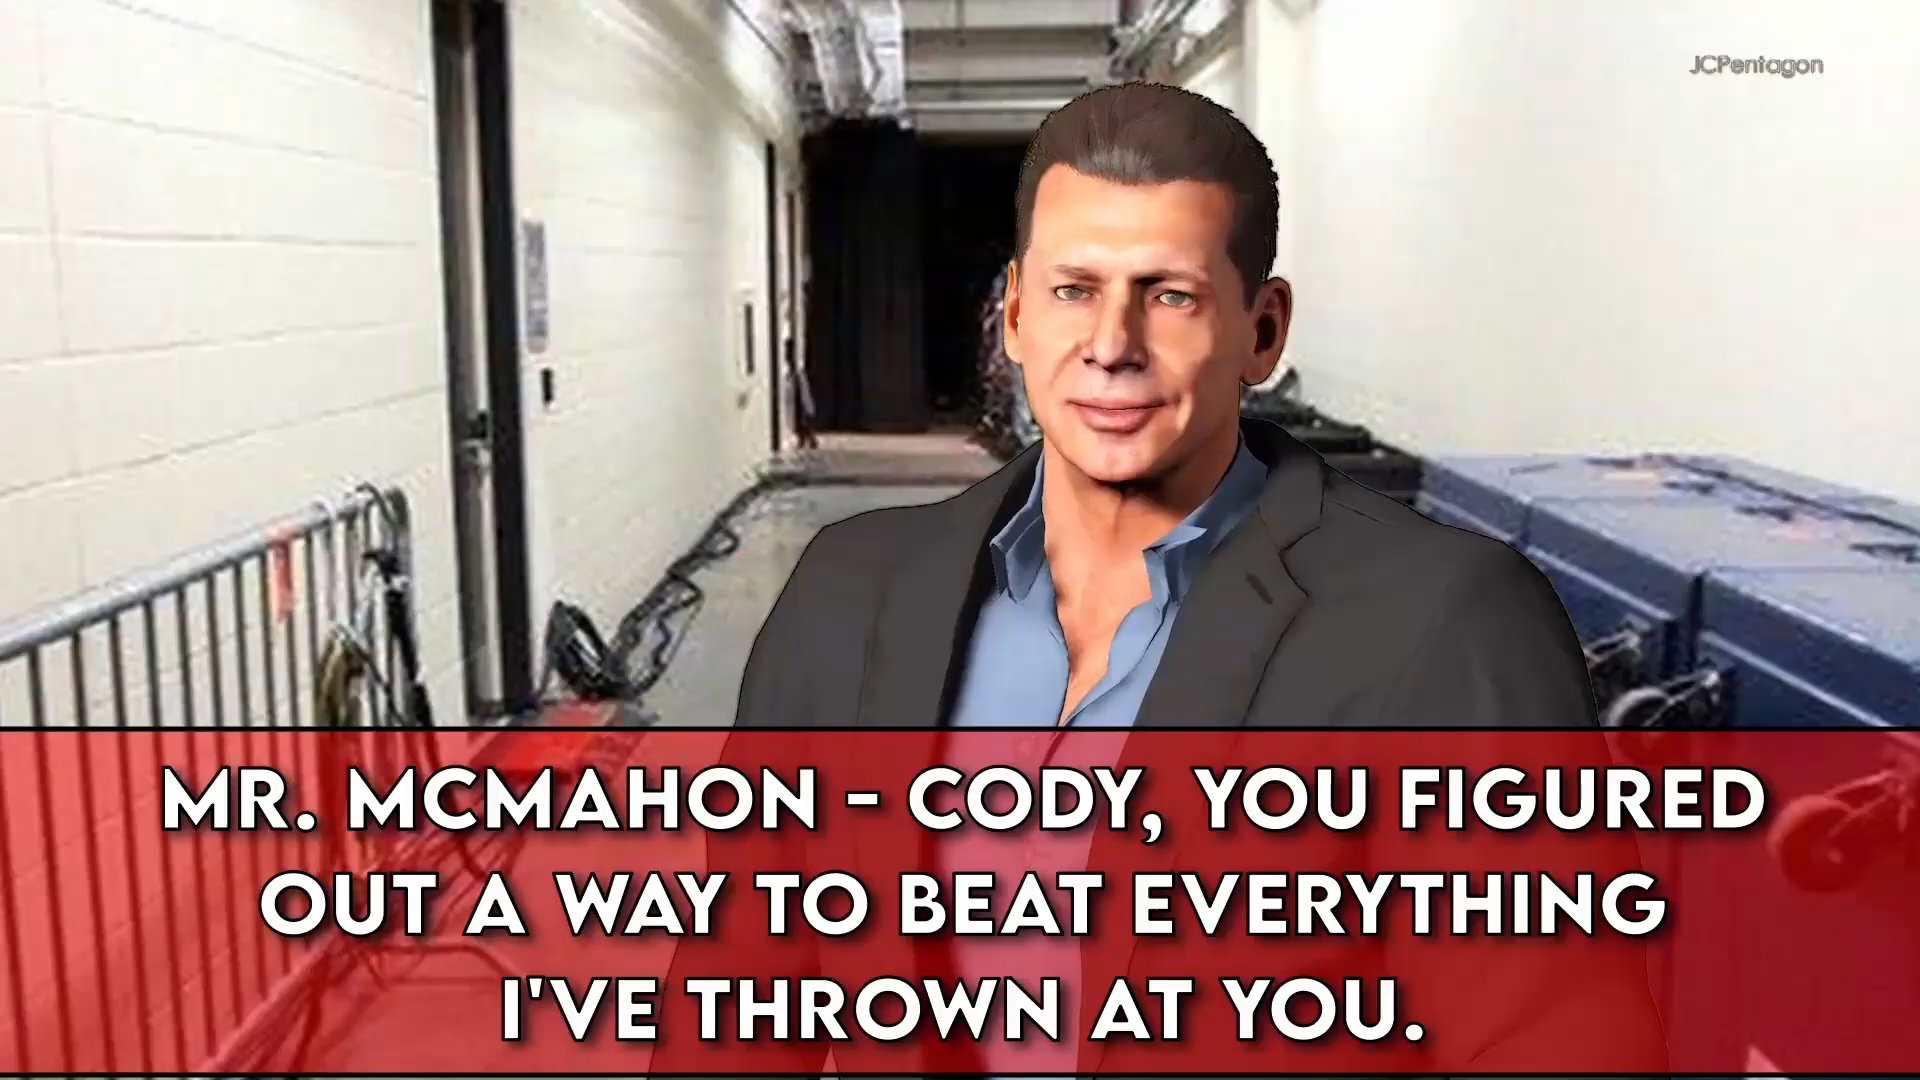 JCPentagon
MR. MCMAHON - CODY, YOU FIGURED
OUT A WAY TO BEAT EVERYTHING
I'VE THROWN AT YOU.